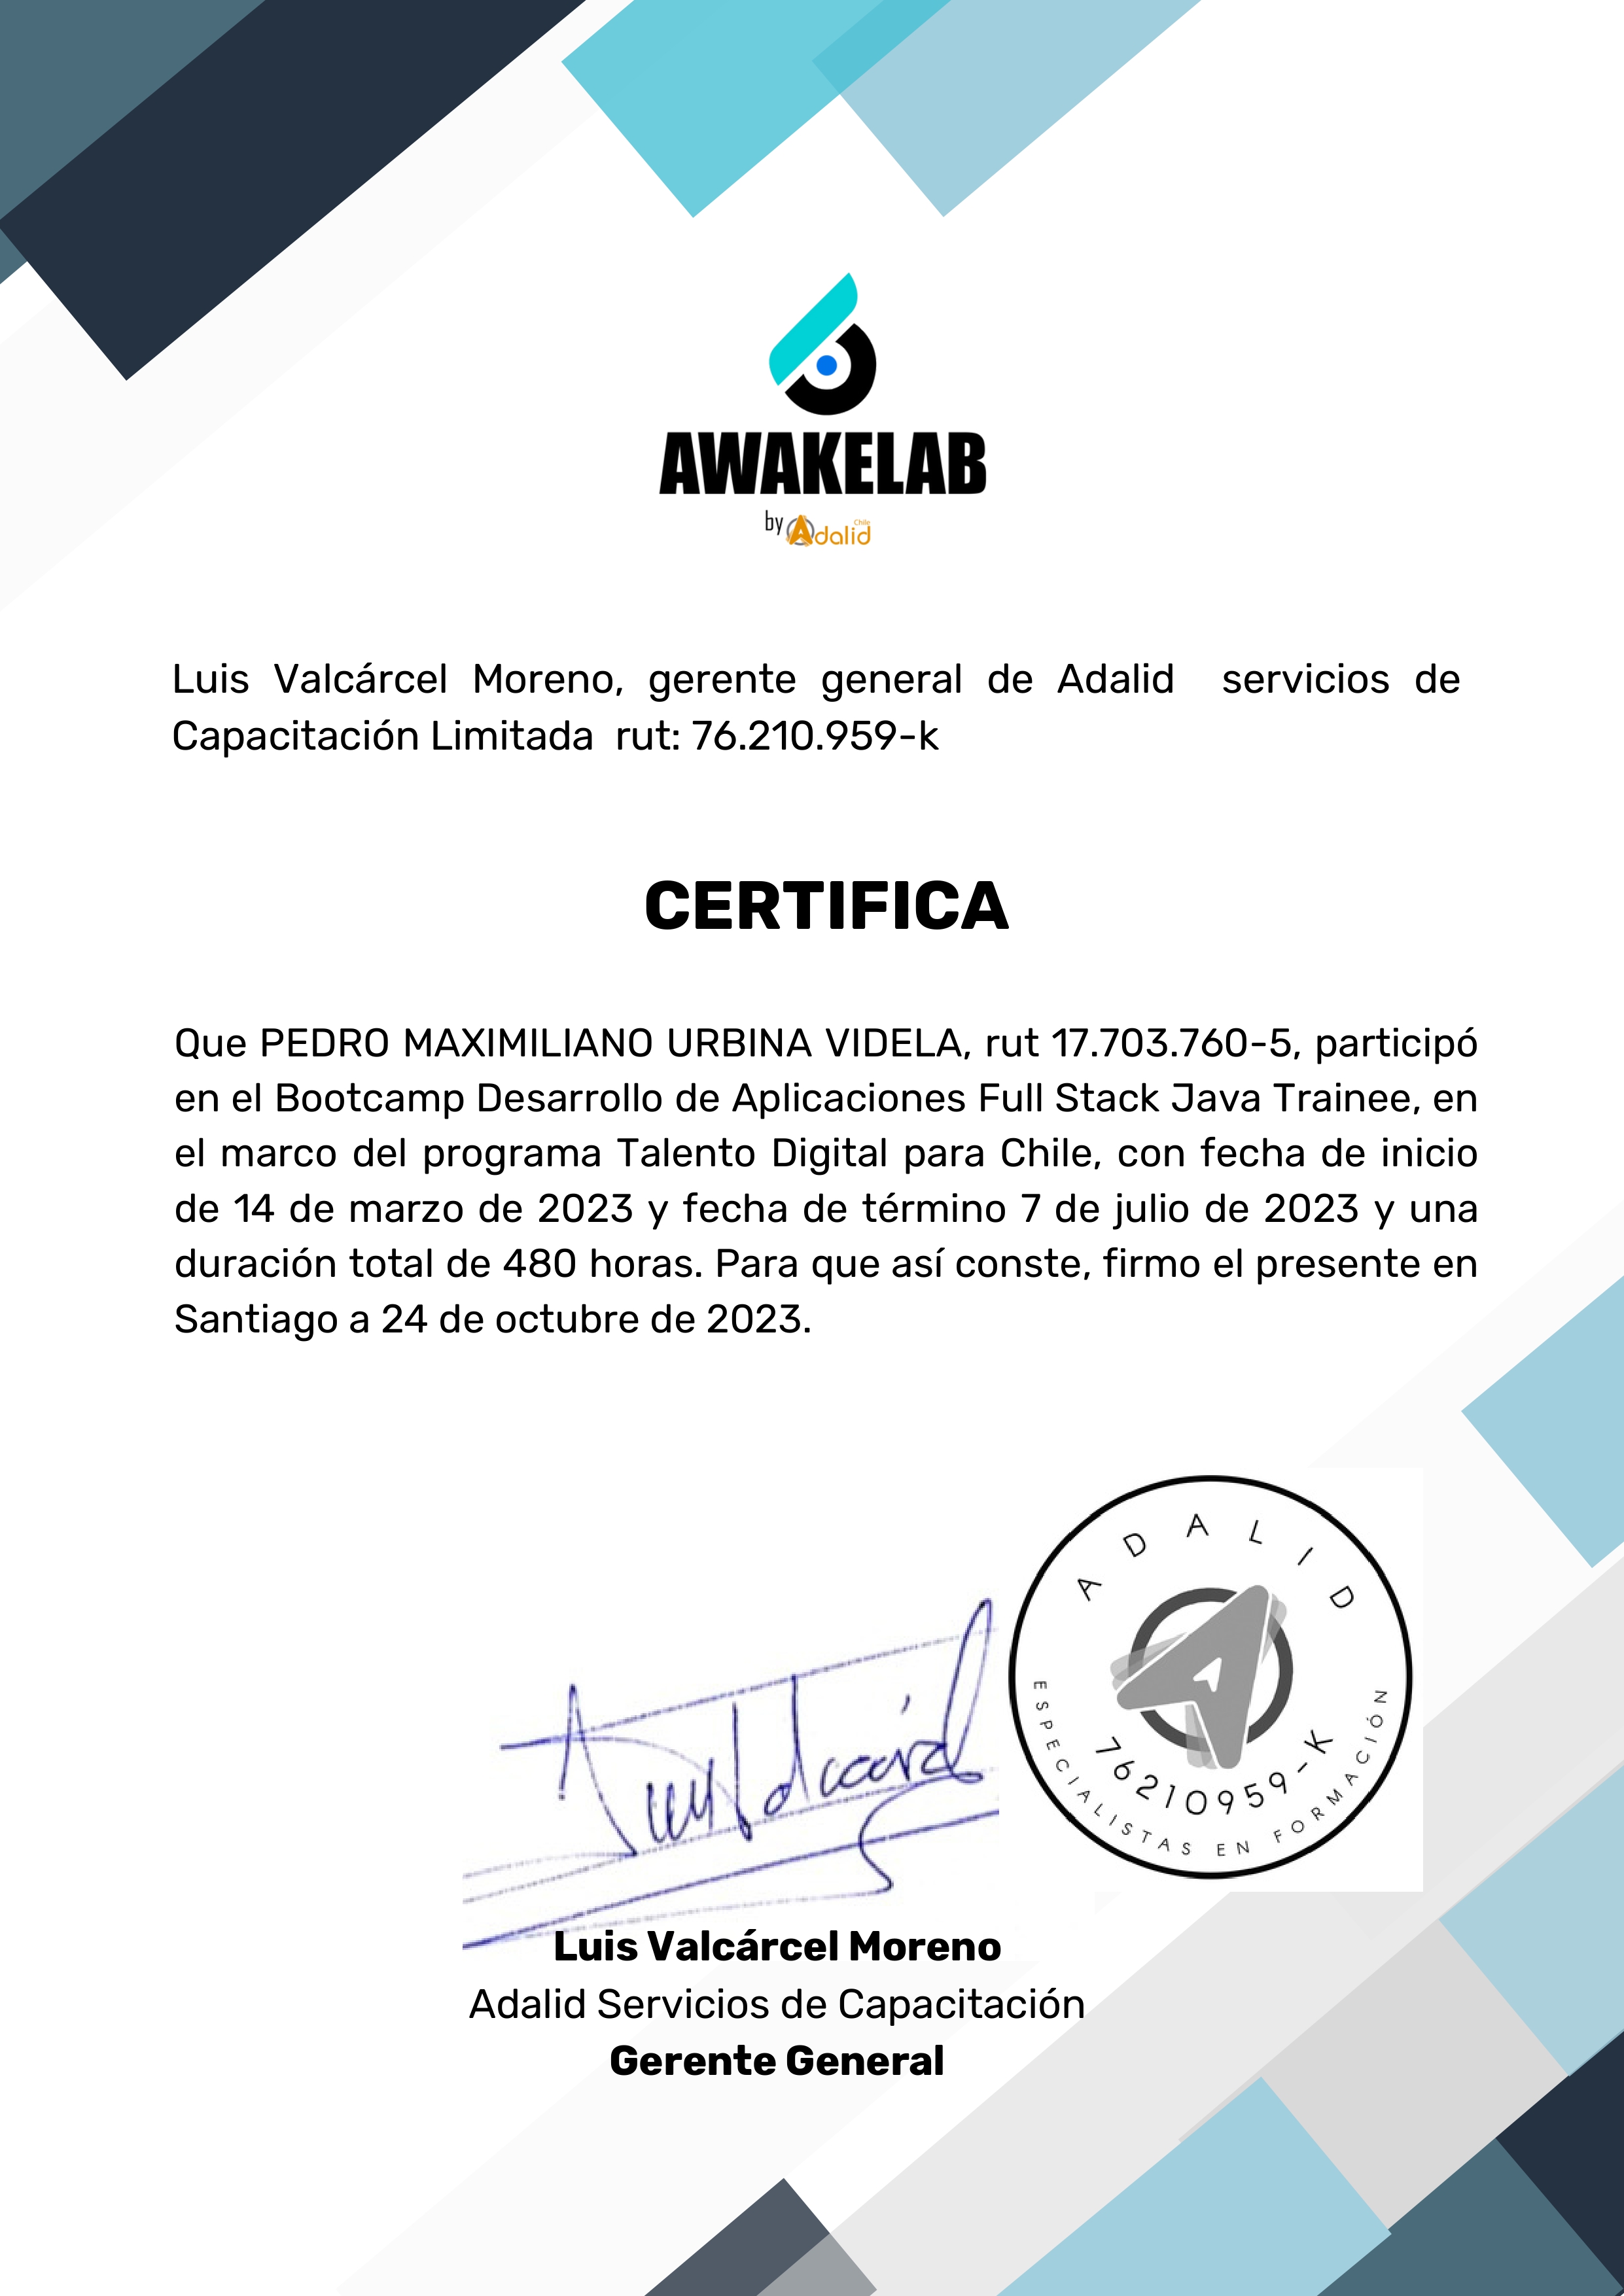 AWAKELAB
by Adalid Chile
Luis Valcárcel Moreno, gerente general de Adalid servicios de
Capacitación Limitada rut: 76.210.959-k
CERTIFICA
Que PEDRO MAXIMILIANO URBINA VIDELA, rut 17.703.760-5, participó
en el Bootcamp Desarrollo de Aplicaciones Full Stack Java Trainee, en
el marco del programa Talento Digital para Chile, con fecha de inicio
de 14 de marzo de 2023 y fecha de término 7 de julio de 2023 y una
duración total de 480 horas. Para que así conste, firmo el presente en
Santiago a 24 de octubre de 2023.
ADALID
76210959-K
ESPECIALISTAS EN FORMACIÓN
Luis Valcárcel Moreno
Adalid Servicios de Capacitación
Gerente General